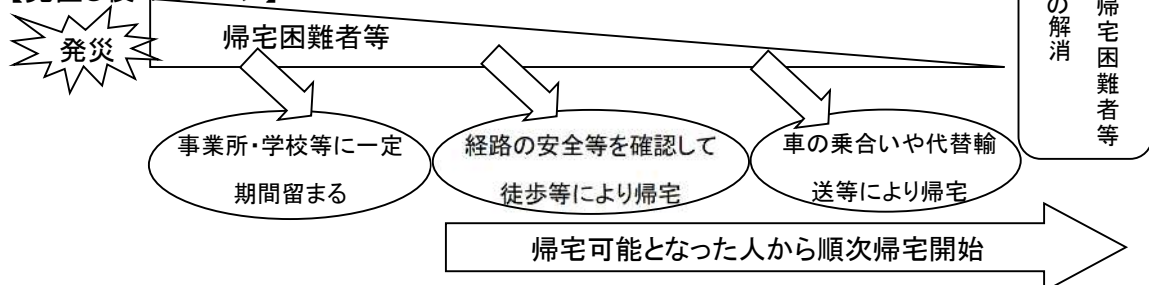 発災
帰宅困難者等
帰宅困難者等
の解消
事業所・学校等に一定
期間留まる
経路の安全等を確認して
徒歩等により帰宅
車の乗合いや代替輸
送等により帰宅
帰宅可能となった人から順次帰宅開始